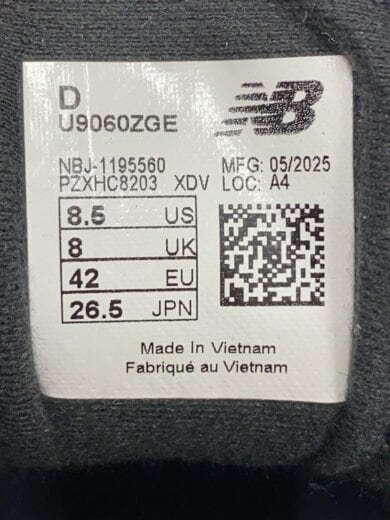 D
U9060ZGE
NB
NBJ-1195560 MFG: 05/2025
PZXHC8203 XDV LOC: A4
8.5 US
8 UK
42 EU
26.5 JPN
Made In Vietnam
Fabriqué au Vietnam